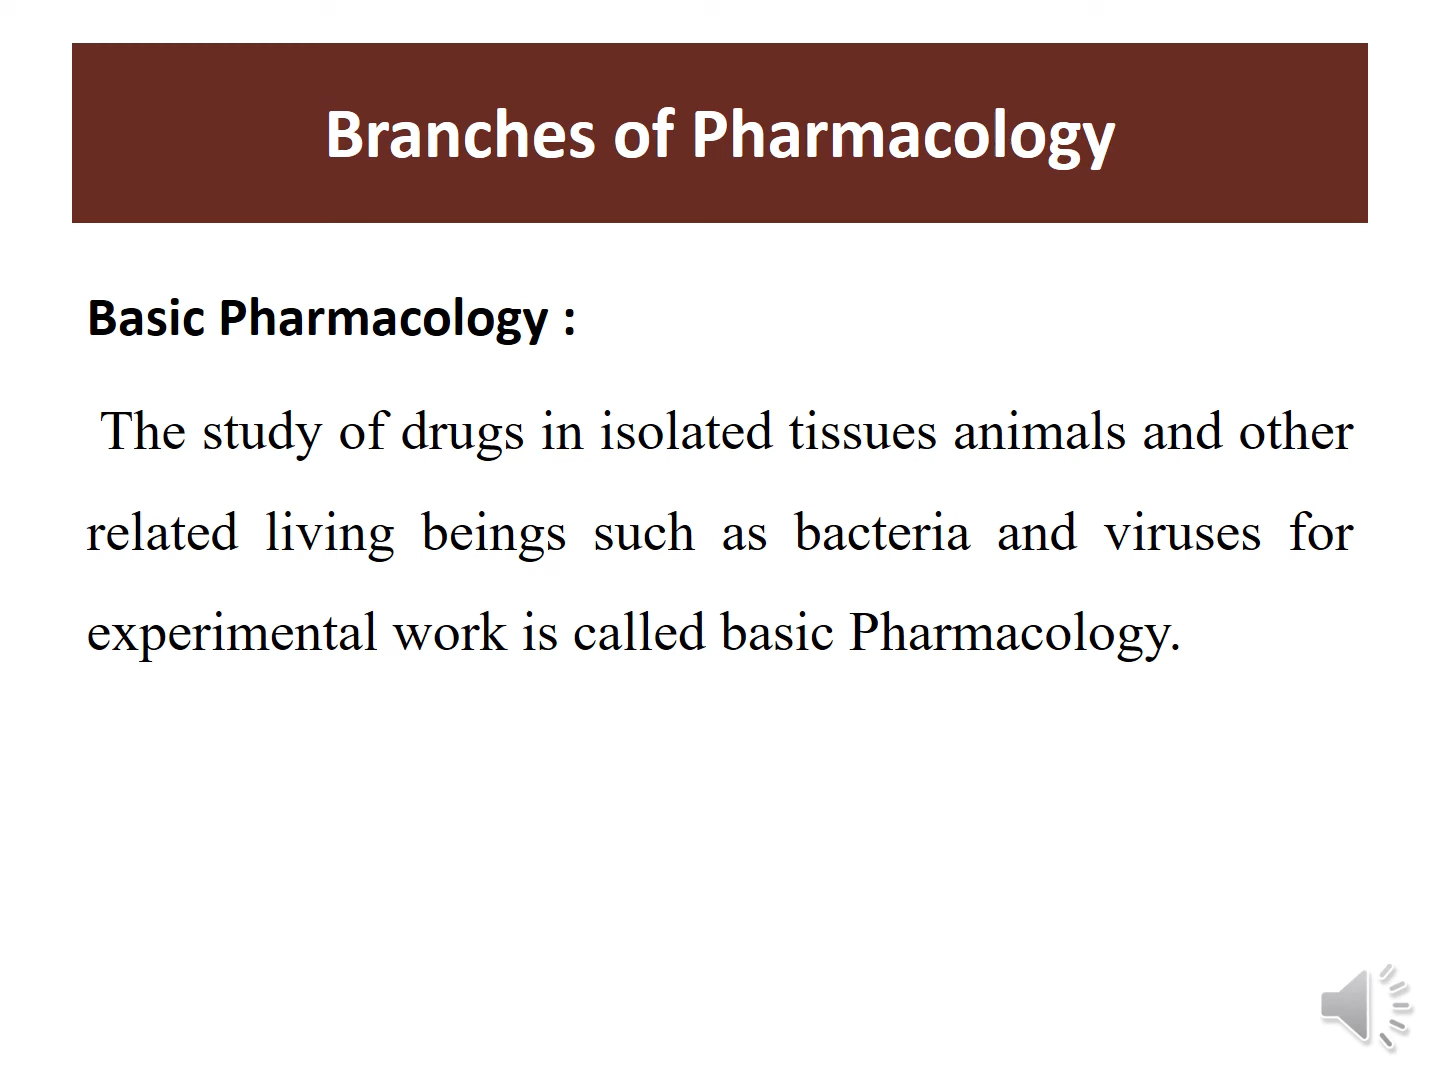 Branches of Pharmacology
Basic Pharmacology :
The study of drugs in isolated tissues animals and other
related living beings such as bacteria and viruses for
experimental work is called basic Pharmacology.